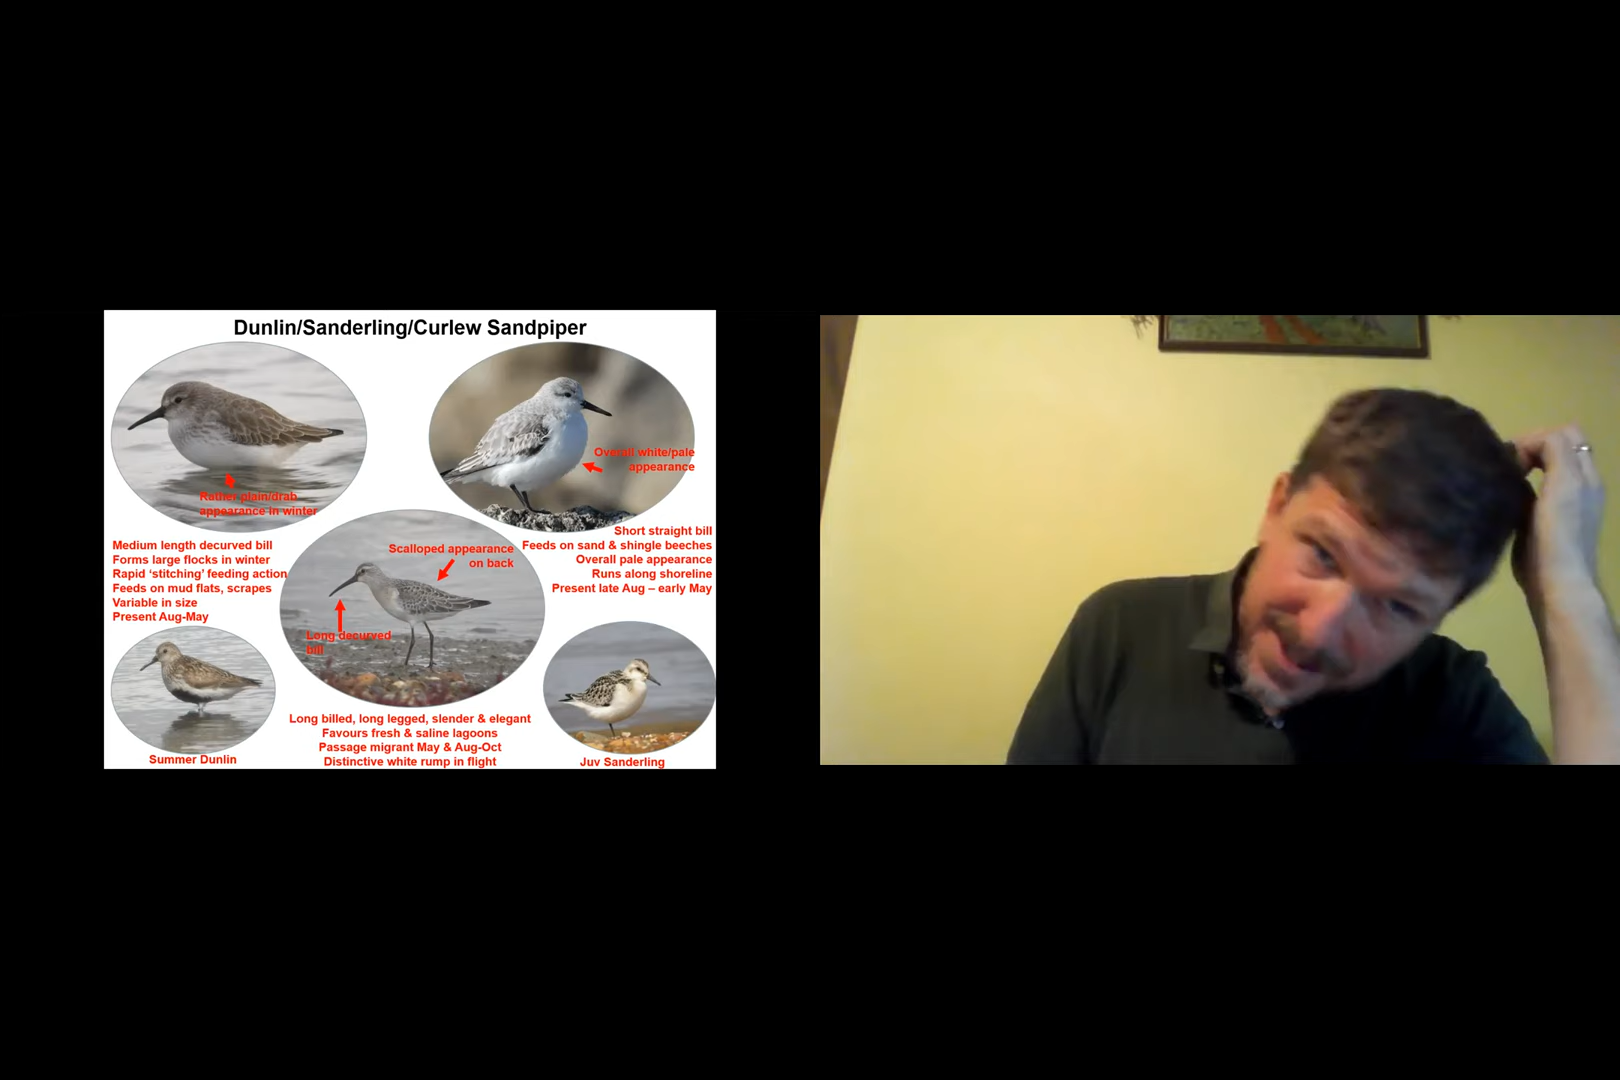 Dunlin/Sanderling/Curlew Sandpiper
Rather plain/drab
appearance in winter
Overall white/pale
appearance
Medium length decurved bill
Forms large flocks in winter
Rapid ‘stitching’ feeding action
Feeds on mud flats, scrapes
Variable in size
Present Aug-May
Scalloped appearance
on back
Long decurved
bill
Short straight bill
Feeds on sand & shingle beeches
Overall pale appearance
Runs along shoreline
Present late Aug – early May
Summer Dunlin
Long billed, long legged, slender & elegant
Favours fresh & saline lagoons
Passage migrant May & Aug-Oct
Distinctive white rump in flight
Juv Sanderling